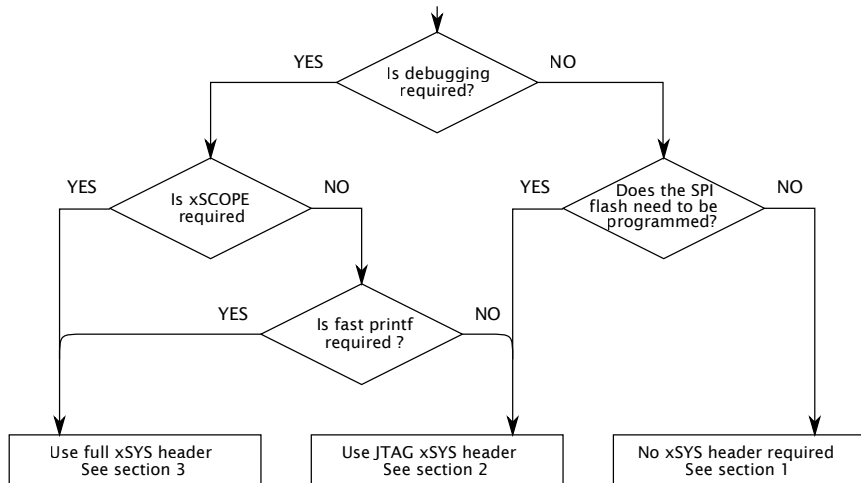 YES
Is debugging
required?
NO
YES
Is xSCOPE
required
NO
YES
Does the SPI
flash need to be
programmed?
NO
YES
Is fast printf
required ?
NO
Use full xSYS header
See section 3
Use JTAG xSYS header
See section 2
No xSYS header required
See section 1